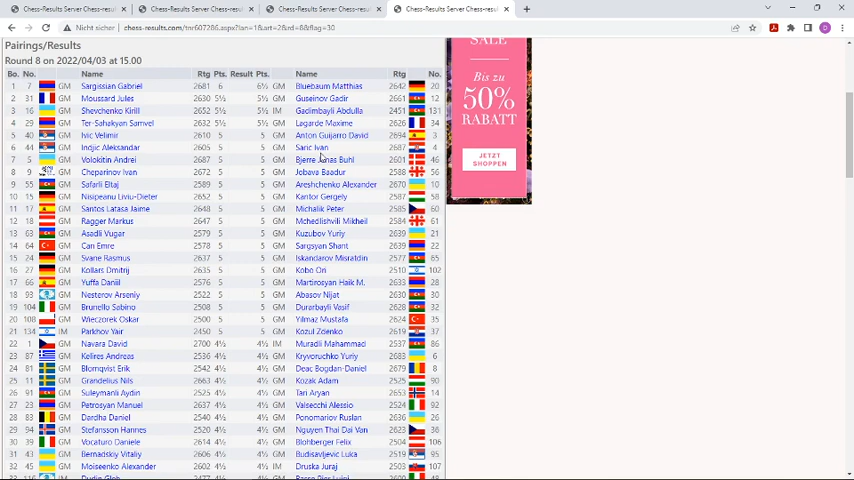 Chess-Results Server Chess-resul Chess-Results Server Chess-resul Chess-Results Server Chess-resul Chess-Results Server Chess-resul
Nicht sicher chess-results.com/tnr607286.aspx?lan=1&art=2&rd=8&flag=30
Pairings/Results
Round 8 on 2022/04/03 at 15.00
Bo. No. Name Rtg Pts. Result Pts. Name Rtg No.
1 7 GM Sargissian Gabriel 2681 6 6½ GM Bluebaum Matthias 2642 20
2 31 GM Moussard Jules 2630 5½ 5½ GM Guseinov Gadir 2661 12
3 16 GM Shevchenko Kirill 2652 5½ 5½ IM Gadimbayli Abdulla 2451 131
4 29 GM Ter-Sahakyan Samvel 2632 5½ 5½ GM Lagarde Maxime 2626 34
5 40 GM Ivic Velimir 2610 5 5 GM Anton Guijarro David 2694 3
6 44 GM Indjic Aleksandar 2605 5 5 GM Saric Ivan 2687 4
7 5 GM Volokitin Andrei 2687 5 5 GM Bjerre Jonas Buhl 2601 46
8 9 GM Cheparinov Ivan 2672 5 5 GM Jobava Baadur 2588 56
9 55 GM Safarli Eltaj 2589 5 5 GM Areshchenko Alexander 2670 10
10 15 GM Nisipeanu Liviu-Dieter 2652 5 5 GM Kantor Gergely 2587 58
11 17 GM Santos Latasa Jaime 2648 5 5 GM Michalik Peter 2585 60
12 18 GM Ragger Markus 2647 5 5 GM Mchedlishvili Mikheil 2584 61
13 63 GM Asadli Vugar 2579 5 5 GM Kuzubov Yuriy 2639 21
14 64 GM Can Emre 2578 5 5 GM Sargsyan Shant 2639 22
15 24 GM Svane Rasmus 2637 5 5 GM Iskandarov Misratdin 2577 65
16 27 GM Kollars Dmitrij 2635 5 5 GM Kobo Ori 2510 102
17 66 GM Yuffa Daniil 2576 5 5 GM Martirosyan Haik M. 2633 28
18 93 GM Nesterov Arseniy 2522 5 5 GM Abasov Nijat 2630 30
19 104 GM Brunello Sabino 2508 5 5 GM Durarbayli Vasif 2628 32
20 108 GM Wieczorek Oskar 2500 5 5 GM Yilmaz Mustafa 2624 35
21 134 IM Parkhov Yair 2450 5 5 GM Kozul Zdenko 2619 37
22 1 GM Navara David 2700 4½ 4½ IM Muradli Mahammad 2537 86
23 87 GM Kelires Andreas 2536 4½ 4½ GM Kryvoruchko Yuriy 2683 6
24 81 GM Blomqvist Erik 2542 4½ 4½ GM Deac Bogdan-Daniel 2679 8
25 11 GM Grandelius Nils 2663 4½ 4½ GM Kozak Adam 2525 90
26 91 GM Suleymanli Aydin 2525 4½ 4½ GM Tari Aryan 2653 14
27 23 GM Petrosyan Manuel 2637 4½ 4½ GM Valsecchi Alessio 2524 92
28 83 GM Dardha Daniel 2540 4½ 4½ GM Ponomariov Ruslan 2636 26
29 94 GM Stefansson Hannes 2520 4½ 4½ GM Nguyen Thai Dai Van 2623 36
30 39 GM Vocaturo Daniele 2614 4½ 4½ GM Blohberger Felix 2504 106
31 43 GM Bernadskiy Vitaliy 2606 4½ 4½ GM Budisavljevic Luka 2519 95
32 45 GM Moiseenko Alexander 2602 4½ 4½ IM Druska Juraj 2503 107
SALE
Bis zu
50%
RABATT
JETZT
SHOPPEN